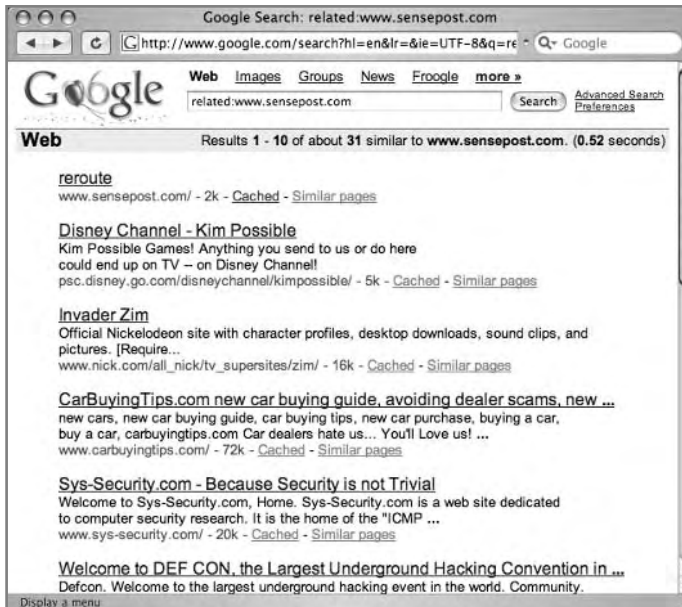 Google Search: related:www.sensepost.com
http://www.google.com/search?hl=en&lr=&ie=UTF-8&q=re
Google
Google
Web Images Groups News Froogle more »
related:www.sensepost.com
Search
Advanced Search
Preferences
Web
Results 1 - 10 of about 31 similar to www.sensepost.com. (0.52 seconds)
reroute
www.sensepost.com/ - 2k - Cached - Similar pages
Disney Channel - Kim Possible
Kim Possible Games! Anything you send to us or do here
could end up on TV -- on Disney Channel!
psc.disney.go.com/disneychannel/kimpossible/ - 5k - Cached - Similar pages
Invader Zim
Official Nickelodeon site with character profiles, desktop downloads, sound clips, and
pictures. [Require...
www.nick.com/all_nick/tv_supersites/zim/ - 16k - Cached - Similar pages
CarBuyingTips.com new car buying guide, avoiding dealer scams, new ...
new cars, new car buying guide, car buying tips, new car purchase, buying a car,
buy a car, carbuyingtips.com Car dealers hate us... You'll Love us! ...
www.carbuyingtips.com/ - 72k - Cached - Similar pages
Sys-Security.com - Because Security is not Trivial
Welcome to Sys-Security.com, Home. Sys-Security.com is a web site dedicated
to computer security research. It is the home of the "ICMP ...
www.sys-security.com/ - 20k - Cached - Similar pages
Welcome to DEF CON, the Largest Underground Hacking Convention in ...
Defcon. Welcome to the largest underground hacking event in the world. Community.
Display a menu